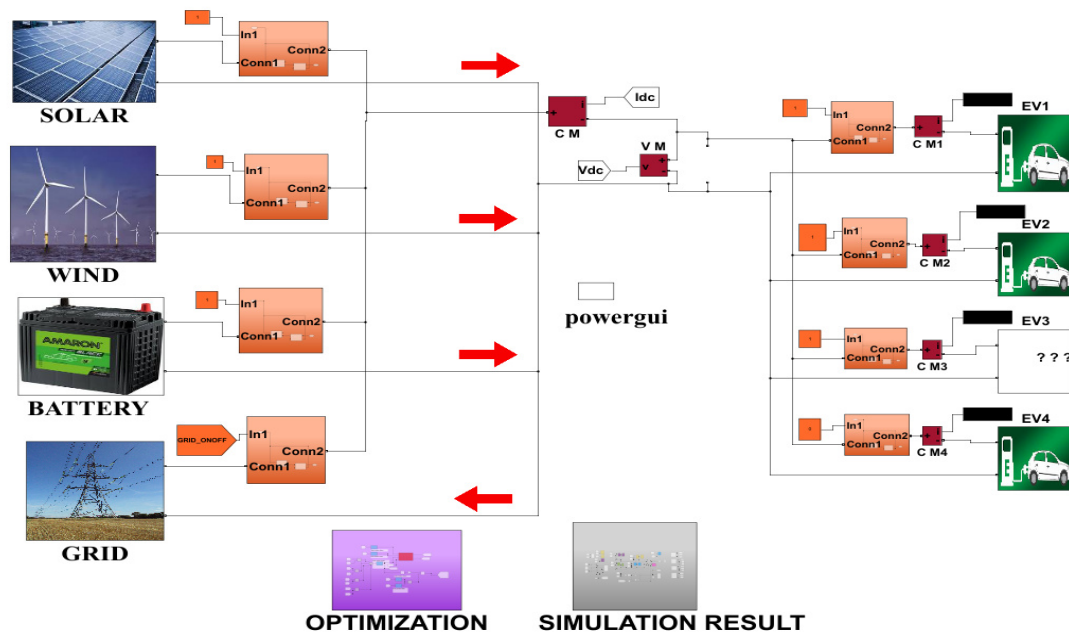 In1
Conn1
Conn2
SOLAR
In1
Conn1
Conn2
WIND
In1
Conn1
Conn2
AMARON
BATTERY
GRID_ONOFF
In1
Conn1
Conn2
GRID
Idc
+
i
-
C M
V M
Vdc
v
+
-
powergui
In1
Conn1
Conn2
+
i
-
C M1
EV1
In1
Conn1
Conn2
+
i
-
C M2
EV2
In1
Conn1
Conn2
+
i
-
C M3
EV3
? ? ?
In1
Conn1
Conn2
+
i
-
C M4
EV4
OPTIMIZATION
SIMULATION RESULT